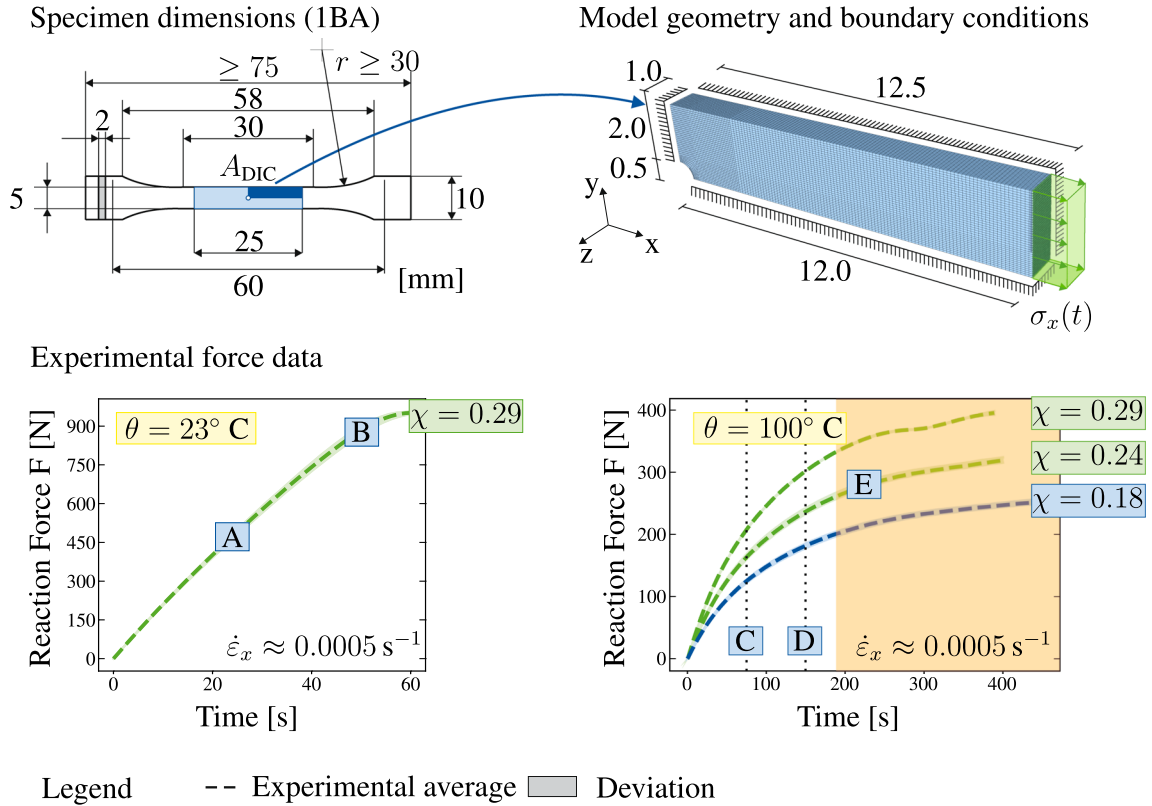 Specimen dimensions (1BA)
≥ 75
r ≥ 30
58
2
30
A_DIC
5
10
25
60
[mm]
Model geometry and boundary conditions
1.0
12.5
2.0
0.5
y
x
z
12.0
σ_x(t)
Experimental force data
Reaction Force F [N]
900
750
600
450
300
150
0
θ = 23° C
B
A
χ = 0.29
ε̇_x ≈ 0.0005 s⁻¹
0
20
40
60
Time [s]
Reaction Force F [N]
400
300
200
100
0
θ = 100° C
χ = 0.29
χ = 0.24
E
χ = 0.18
C
D
ε̇_x ≈ 0.0005 s⁻¹
0
100
200
300
400
Time [s]
Legend
Experimental average
Deviation